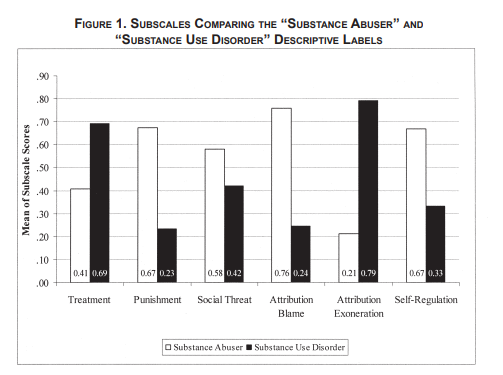 FIGURE 1. SUBSCALES COMPARING THE “SUBSTANCE ABUSER” AND
“SUBSTANCE USE DISORDER” DESCRIPTIVE LABELS
Mean of Subscale Scores
.90
.80
.70
.60
.50
.40
.30
.20
.10
.00
0.41 0.69 0.67 0.23 0.58 0.42 0.76 0.24 0.21 0.79 0.67 0.33
Treatment Punishment Social Threat Attribution Attribution Self-Regulation
Blame Exoneration
Substance Abuser Substance Use Disorder